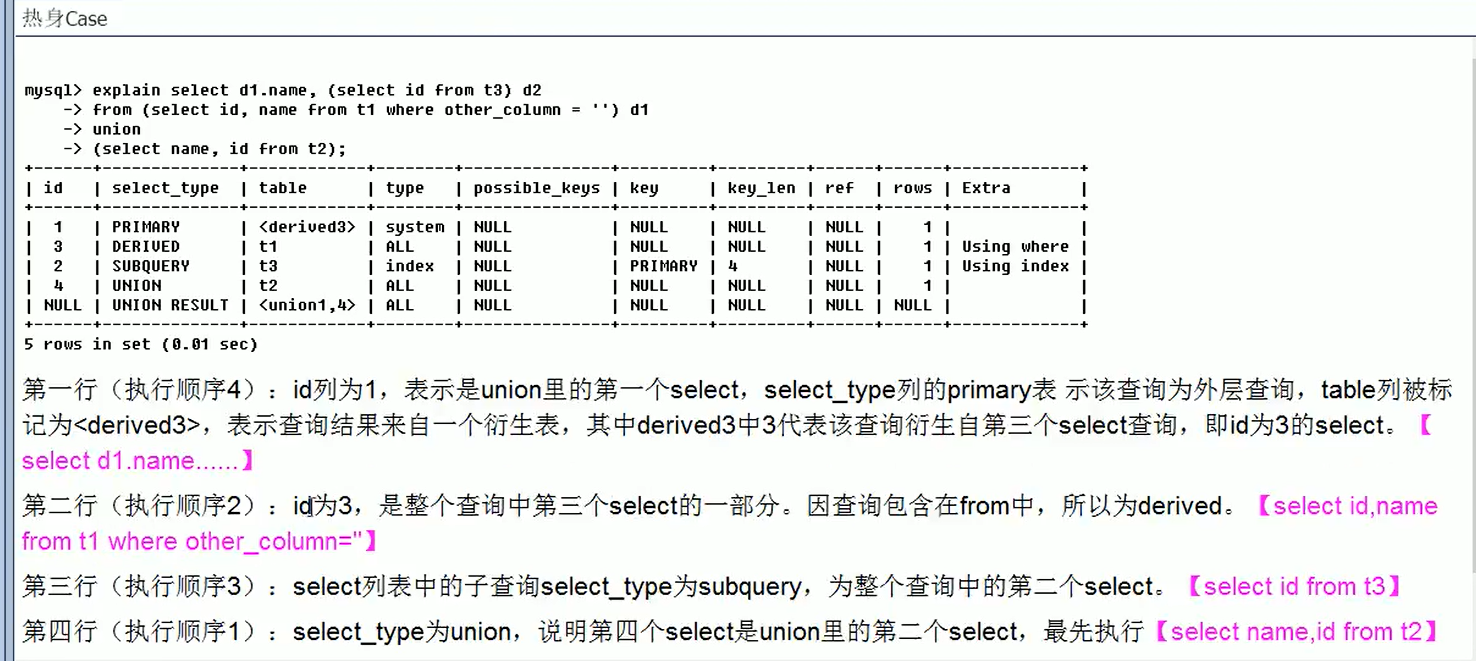 热身Case
mysql> explain select d1.name, (select id from t3) d2
    -> from (select id, name from t1 where other_column = '') d1
    -> union
    -> (select name, id from t2);
+------+--------------+------------+--------+---------------+---------+---------+------+------+-------------+
| id   | select_type  | table      | type   | possible_keys | key     | key_len | ref  | rows | Extra       |
+------+--------------+------------+--------+---------------+---------+---------+------+------+-------------+
|  1   | PRIMARY      | <derived3> | system | NULL          | NULL    | NULL    | NULL |    1 |             |
|  3   | DERIVED      | t1         | ALL    | NULL          | NULL    | NULL    | NULL |    1 | Using where |
|  2   | SUBQUERY     | t3         | index  | NULL          | PRIMARY | 4       | NULL |    1 | Using index |
|  4   | UNION        | t2         | ALL    | NULL          | NULL    | NULL    | NULL |    1 |             |
| NULL | UNION RESULT | <union1,4> | ALL    | NULL          | NULL    | NULL    | NULL | NULL |             |
+------+--------------+------------+--------+---------------+---------+---------+------+------+-------------+
5 rows in set (0.01 sec)
第一行（执行顺序4）：id列为1，表示是union里的第一个select，select_type列的primary表 示该查询为外层查询，table列被标
记为<derived3>，表示查询结果来自一个衍生表，其中derived3中3代表该查询衍生自第三个select查询，即id为3的select。【
select d1.name......】
第二行（执行顺序2）：id为3，是整个查询中第三个select的一部分。因查询包含在from中，所以为derived。【select id,name
from t1 where other_column=''】
第三行（执行顺序3）：select列表中的子查询select_type为subquery，为整个查询中的第二个select。【select id from t3】
第四行（执行顺序1）：select_type为union，说明第四个select是union里的第二个select，最先执行【select name,id from t2】